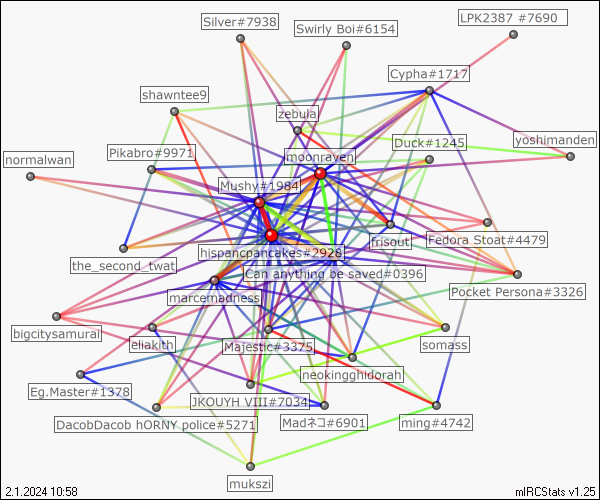 Silver#7938
Swirly Boi#6154
LPK2387 #7690
Cypha#1717
shawntee9
zebulal
Duck#1245
yoshimanden
normalwan
Pikabro#9971
moonraven
Mushy#1984
hispancpancakes#2928
frisout
Fedora Stoat#4479
the_second_twat
Can anything be saved#0396
Pocket Persona#3326
marcemadness
bigcitysamurai
eliakith
Majestic#3375
somass
neokingghidorah
Eg.Master#1378
JKOUYH VIII#7034
DacobDacob hORNY police#5271
Madネコ#6901
ming#4742
mukszi
2.1.2024 10:58
mIRCStats v1.25